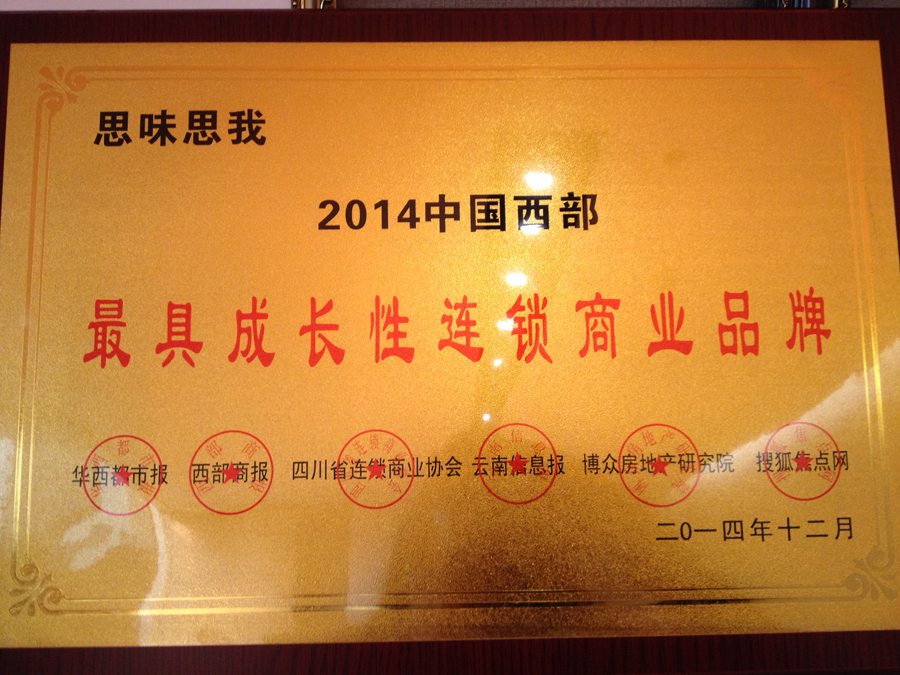 思味思我
2014中国西部
最具成长性连锁商业品牌
华西都市报 西部商报 四川省连锁商业协会 云南信息报 博众房地产研究院 搜狐焦点网
二0一四年十二月